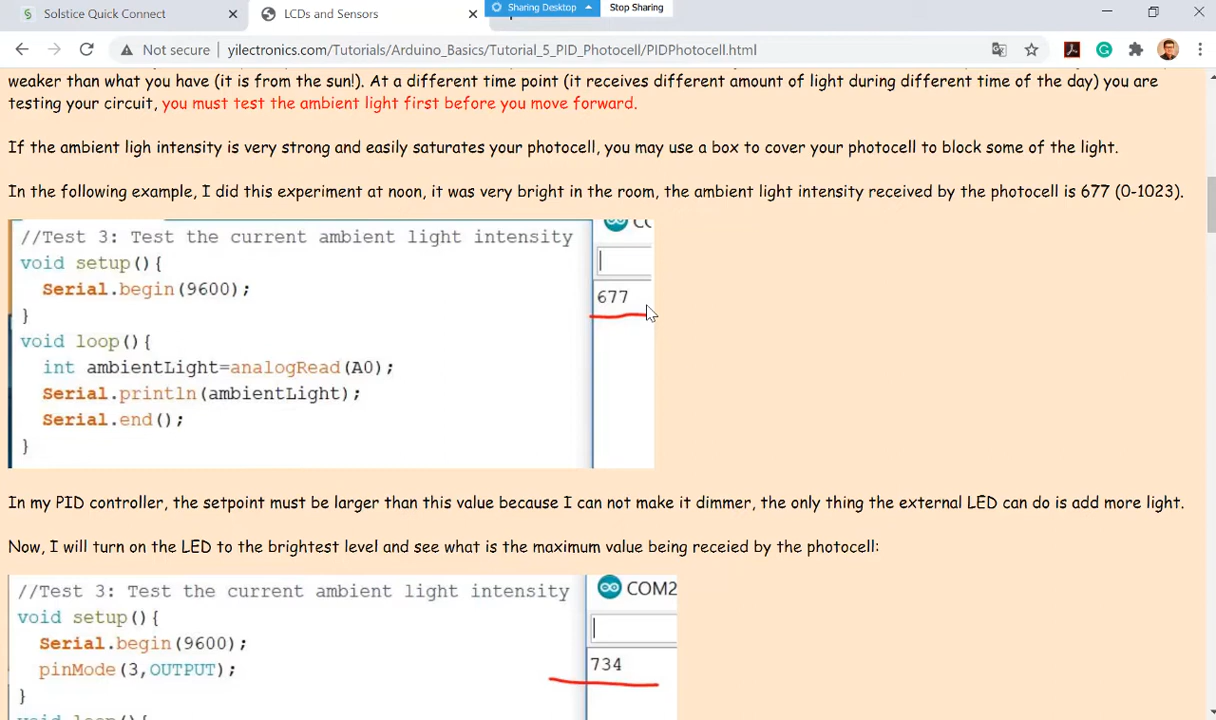 Solstice Quick Connect
LCDs and Sensors
Sharing Desktop
Stop Sharing
Not secure
yilectronics.com/Tutorials/Arduino_Basics/Tutorial_5_PID_Photocell/PIDPhotocell.html
weaker than what you have (it is from the sun!). At a different time point (it receives different amount of light during different time of the day) you are
testing your circuit, you must test the ambient light first before you move forward.
If the ambient ligh intensity is very strong and easily saturates your photocell, you may use a box to cover your photocell to block some of the light.
In the following example, I did this experiment at noon, it was very bright in the room, the ambient light intensity received by the photocell is 677 (0-1023).
//Test 3: Test the current ambient light intensity
void setup(){
Serial.begin(9600);
}
void loop(){
int ambientLight=analogRead(A0);
Serial.println(ambientLight);
Serial.end();
}
677
In my PID controller, the setpoint must be larger than this value because I can not make it dimmer, the only thing the external LED can do is add more light.
Now, I will turn on the LED to the brightest level and see what is the maximum value being receied by the photocell:
//Test 3: Test the current ambient light intensity
void setup(){
Serial.begin(9600);
pinMode(3,OUTPUT);
}
COM2
734